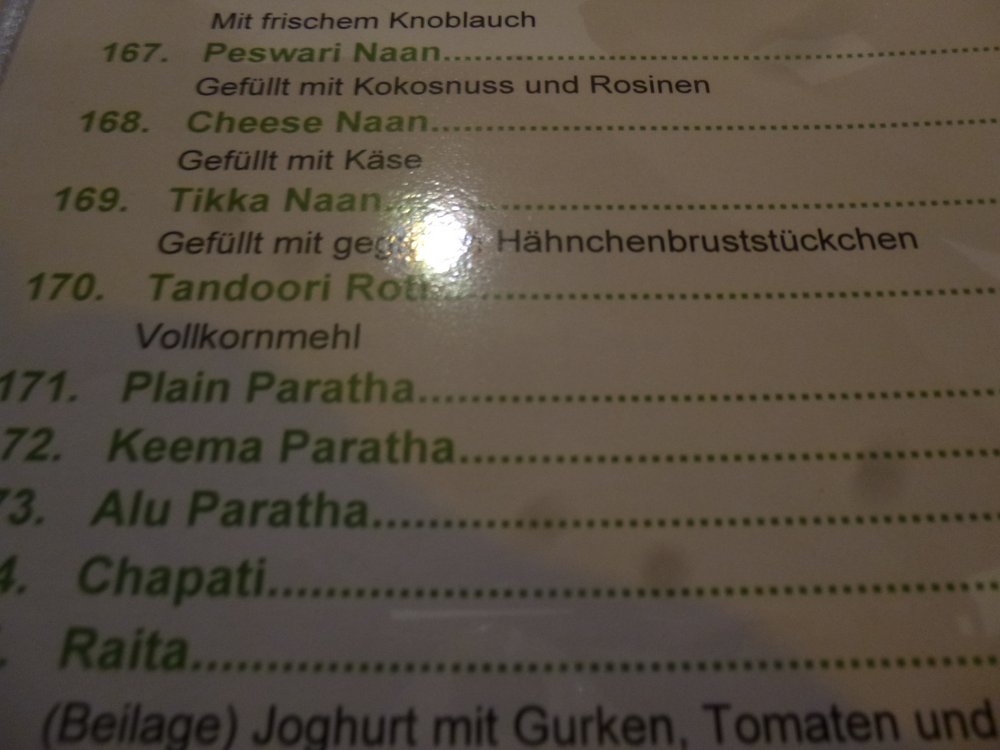 Mit frischem Knoblauch
167. Peswari Naan
Gefüllt mit Kokosnuss und Rosinen
168. Cheese Naan
Gefüllt mit Käse
169. Tikka Naan
Gefüllt mit Hähnchenbruststückchen
170. Tandoori Roti
Vollkornmehl
171. Plain Paratha
72. Keema Paratha
73. Alu Paratha
4. Chapati
Raita
(Beilage) Joghurt mit Gurken, Tomaten und